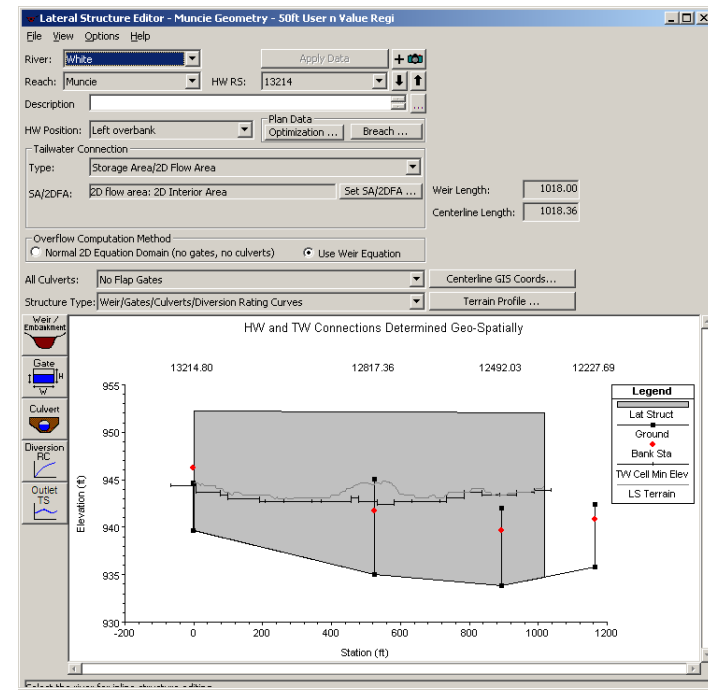 Lateral Structure Editor - Muncie Geometry - 50ft User n Value Regi
File View Options Help
River: White Apply Data
Reach: Muncie HW RS: 13214
Description ...
Plan Data
HW Position: Left overbank Optimization ... Breach ...
Tailwater Connection
Type: Storage Area/2D Flow Area
SA/2DFA: 2D flow area: 2D Interior Area Set SA/2DFA ... Weir Length: 1018.00
Centerline Length: 1018.36
Overflow Computation Method
Normal 2D Equation Domain (no gates, no culverts) Use Weir Equation
All Culverts: No Flap Gates Centerline GIS Coords...
Structure Type: Weir/Gates/Culverts/Diversion Rating Curves Terrain Profile ...
Weir / Embankment
Gate
H
W
Culvert
Diversion RC
Outlet TS
HW and TW Connections Determined Geo-Spatially
13214.80 12817.36 12492.03 12227.69
955
950
945
940
935
930
Elevation (ft)
-200 0 200 400 600 800 1000 1200
Station (ft)
Legend
Lat Struct
Ground
Bank Sta
TW Cell Min Elev
LS Terrain
Select the river for inline structure editing